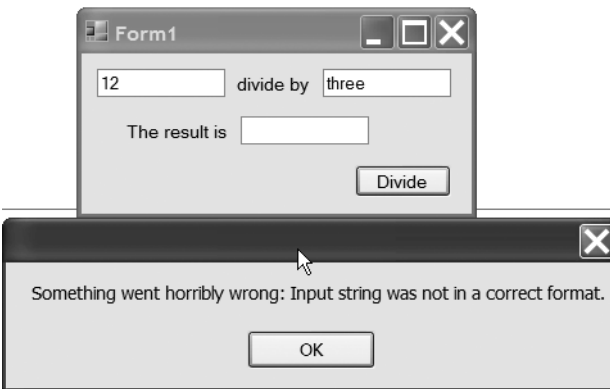 Form1
12 divide by three
The result is
Divide
Something went horribly wrong: Input string was not in a correct format.
OK